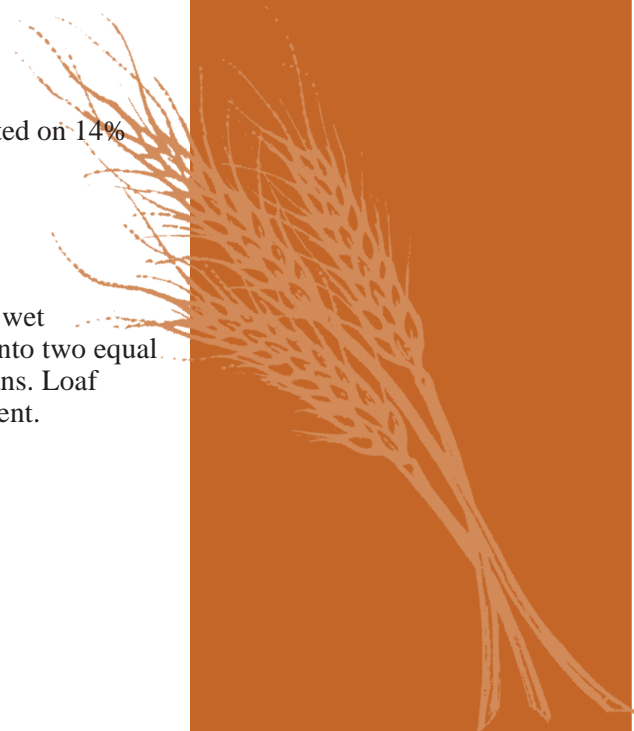 ted on 14%
wet
nto two equal
ns. Loaf
ent.